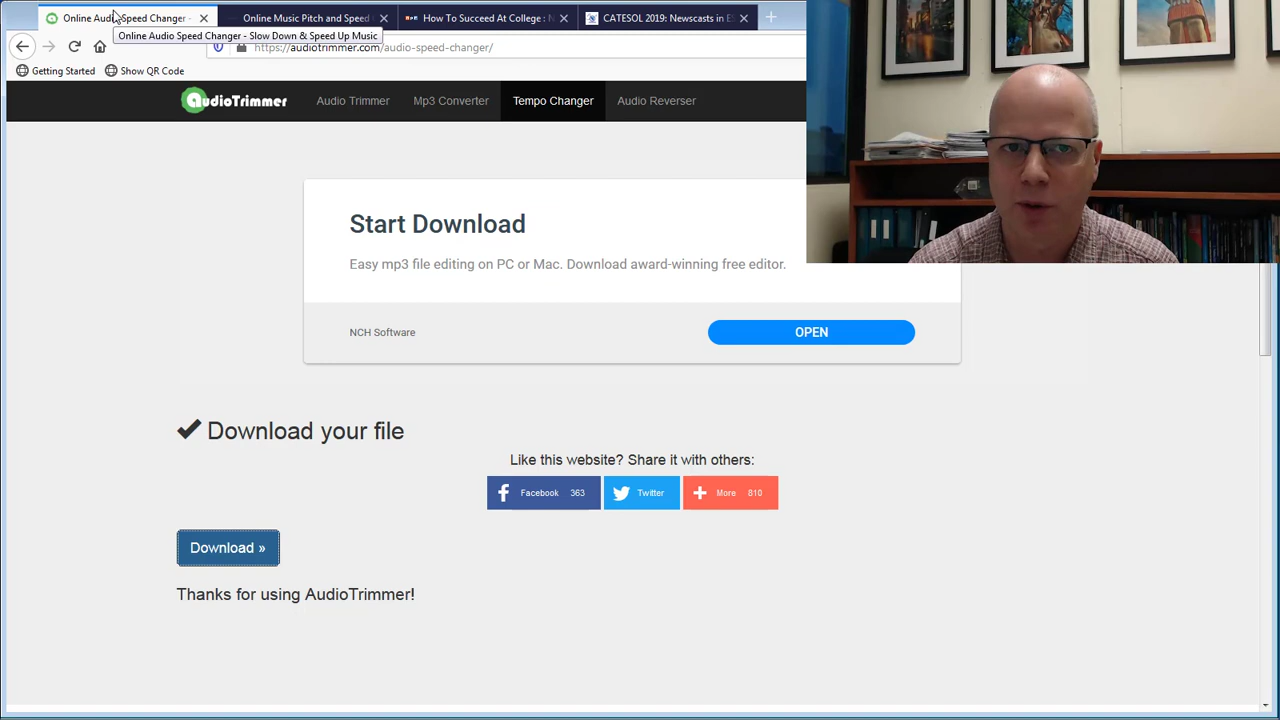 Online Audio Speed Changer -
Online Music Pitch and Speed
How To Succeed At College : N
CATESOL 2019: Newscasts in ES
Online Audio Speed Changer - Slow Down & Speed Up Music
https://audiotrimmer.com/audio-speed-changer/
Getting Started
Show QR Code
AudioTrimmer
Audio Trimmer
Mp3 Converter
Tempo Changer
Audio Reverser
Start Download
Easy mp3 file editing on PC or Mac. Download award-winning free editor.
NCH Software
OPEN
Download your file
Like this website? Share it with others:
Facebook 363
Twitter
More 810
Download »
Thanks for using AudioTrimmer!